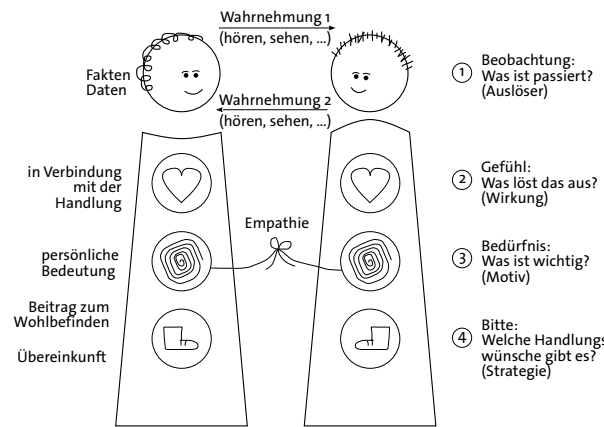 Wahrnehmung 1
(hören, sehen, ...)
Fakten
Daten
Wahrnehmung 2
(hören, sehen, ...)
1 Beobachtung:
Was ist passiert?
(Auslöser)
in Verbindung
mit der
Handlung
2 Gefühl:
Was löst das aus?
(Wirkung)
Empathie
persönliche
Bedeutung
3 Bedürfnis:
Was ist wichtig?
(Motiv)
Beitrag zum
Wohlbefinden
Übereinkunft
4 Bitte:
Welche Handlungs
wünsche gibt es?
(Strategie)